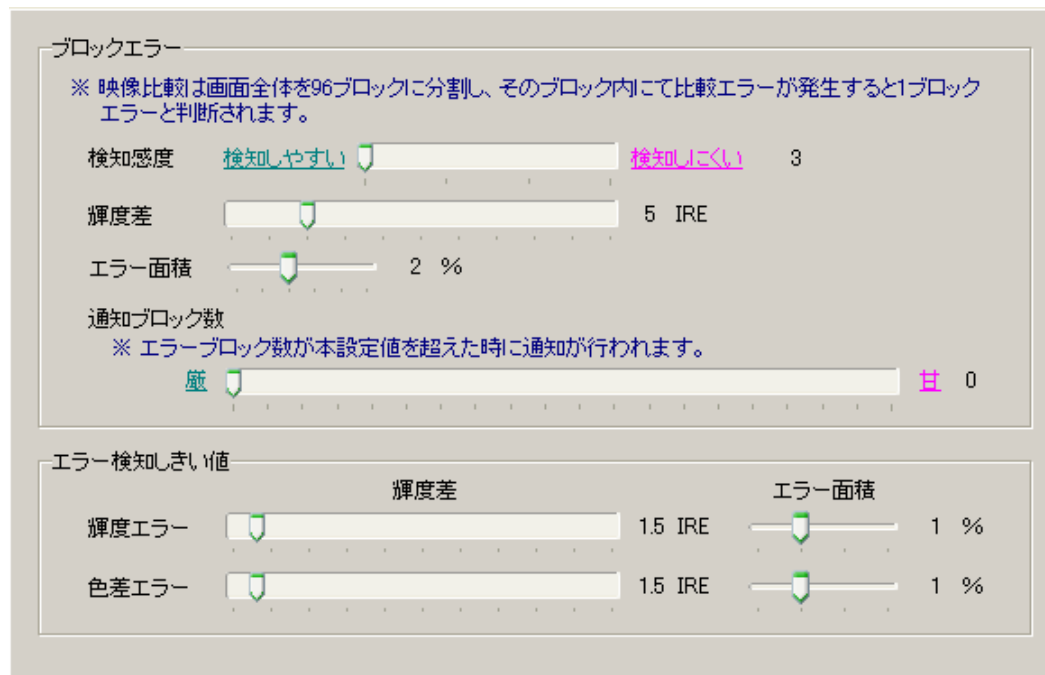 ブロックエラー
※ 映像比較は画面全体を96ブロックに分割し、そのブロック内にて比較エラーが発生すると1ブロック
エラーと判断されます。
検知感度 検知しやすい 検知しにくい 3
輝度差 5 IRE
エラー面積 2 %
通知ブロック数
※ エラーブロック数が本設定値を超えた時に通知が行われます。
厳 甘 0
エラー検知しきい値
輝度差 エラー面積
輝度エラー 1.5 IRE 1 %
色差エラー 1.5 IRE 1 %